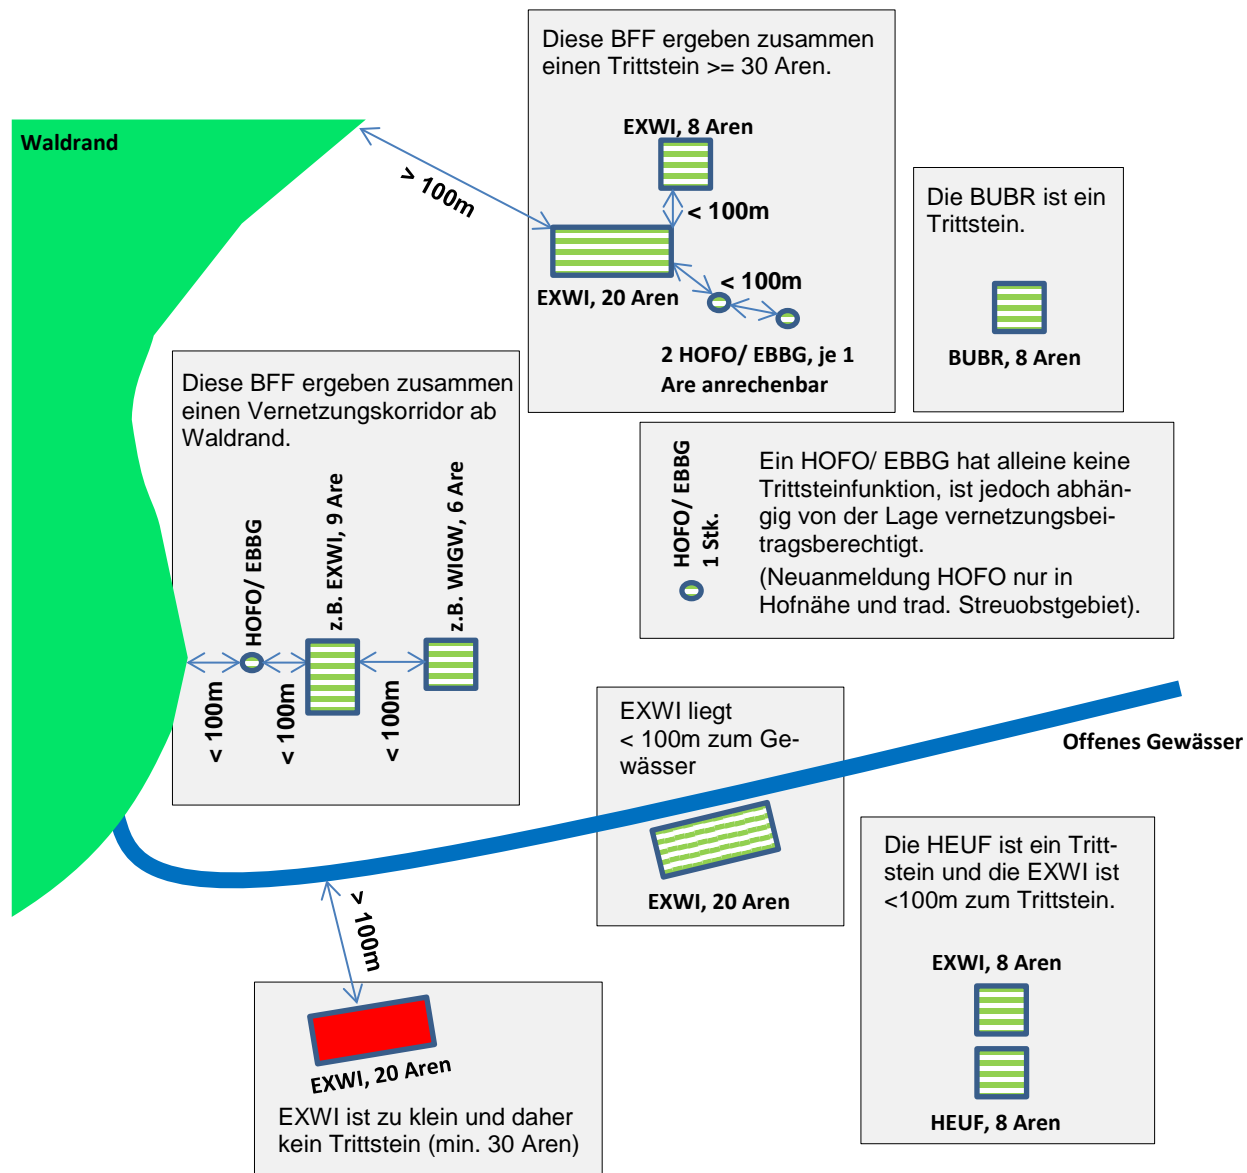 Diese BFF ergeben zusammen
einen Trittstein >= 30 Aren.
EXWI, 8 Aren
< 100m
EXWI, 20 Aren
< 100m
2 HOFO/ EBBG, je 1
Are anrechenbar
Waldrand
> 100m
Die BUBR ist ein
Trittstein.
BUBR, 8 Aren
Diese BFF ergeben zusammen
einen Vernetzungskorridor ab
Waldrand.
HOFO/ EBBG
z.B. EXWI, 9 Are
z.B. WIGW, 6 Are
< 100m
< 100m
< 100m
HOFO/ EBBG
1 Stk.
Ein HOFO/ EBBG hat alleine keine
Trittsteinfunktion, ist jedoch abhän-
gig von der Lage vernetzungsbei-
tragsberechtigt.
(Neuanmeldung HOFO nur in
Hofnähe und trad. Streuobstgebiet).
EXWI liegt
< 100m zum Ge-
wässer
EXWI, 20 Aren
Offenes Gewässer
Die HEUF ist ein Tritt-
stein und die EXWI ist
<100m zum Trittstein.
EXWI, 8 Aren
HEUF, 8 Aren
> 100m
EXWI, 20 Aren
EXWI ist zu klein und daher
kein Trittstein (min. 30 Aren)